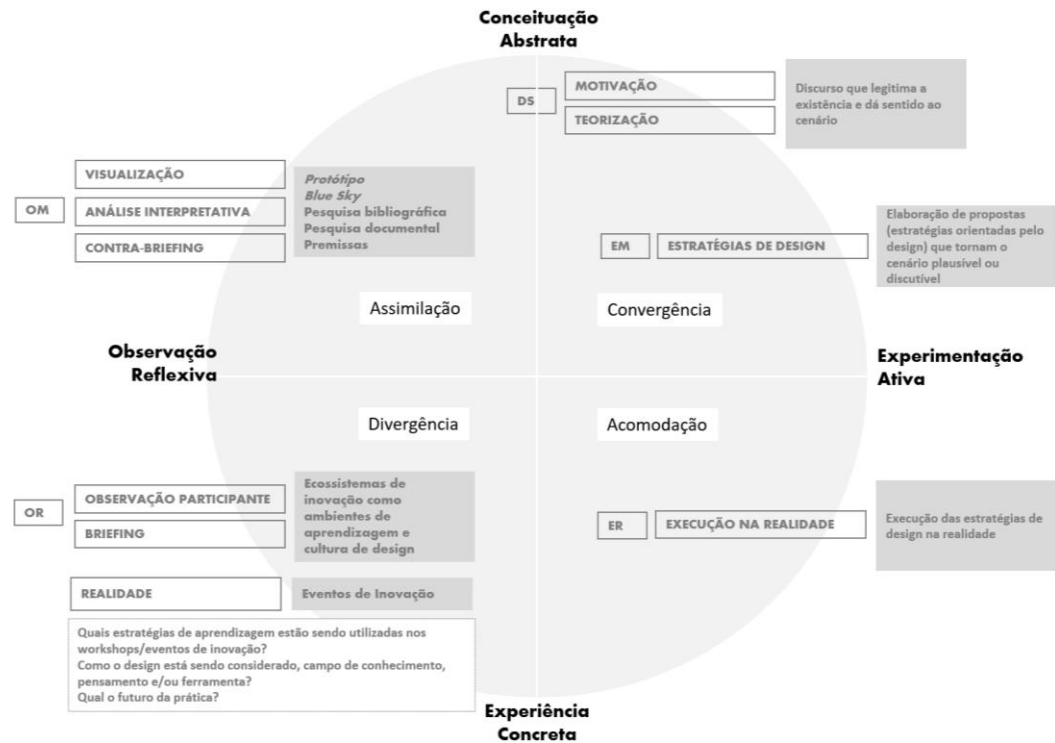 Conceituação
Abstrata
DS
MOTIVAÇÃO
TEORIZAÇÃO
Discurso que legitima a
existência e dá sentido ao
cenário
OM
VISUALIZAÇÃO
ANÁLISE INTERPRETATIVA
CONTRA-BRIEFING
Protótipo
Blue Sky
Pesquisa bibliográfica
Pesquisa documental
Premissas
EM
ESTRATÉGIAS DE DESIGN
Elaboração de propostas
(estratégias orientadas pelo
design) que tornam o
cenário plausível ou
discutível
Assimilação
Convergência
Observação
Reflexiva
Experimentação
Ativa
Divergência
Acomodação
OR
OBSERVAÇÃO PARTICIPANTE
BRIEFING
Ecossistemas de
inovação como
ambientes de
aprendizagem e
cultura de design
ER
EXECUÇÃO NA REALIDADE
Execução das estratégias de
design na realidade
REALIDADE
Eventos de Inovação
Quais estratégias de aprendizagem estão sendo utilizadas nos
workshops/eventos de inovação?
Como o design está sendo considerado, campo de conhecimento,
pensamento e/ou ferramenta?
Qual o futuro da prática?
Experiência
Concreta